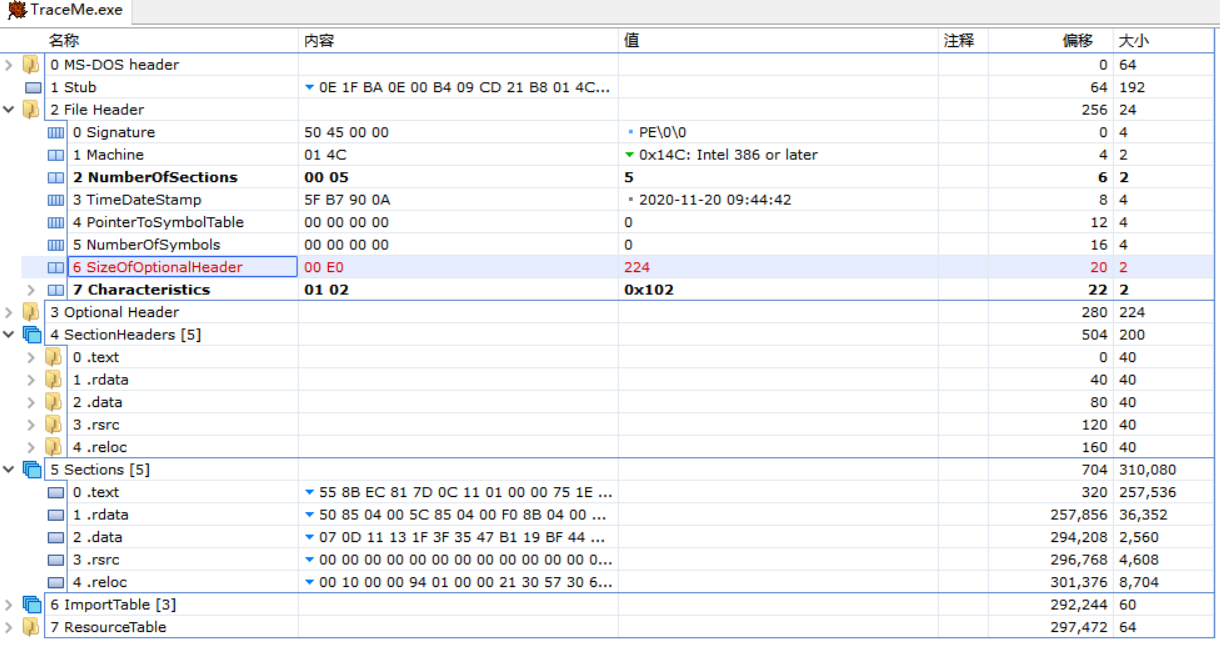 TraceMe.exe
名称 内容 值 注释 偏移 大小
0 MS-DOS header 0 64
1 Stub 0E 1F BA 0E 00 B4 09 CD 21 B8 01 4C... 64 192
2 File Header 256 24
0 Signature 50 45 00 00 PE\0\0 0 4
1 Machine 01 4C 0x14C: Intel 386 or later 4 2
2 NumberOfSections 00 05 5 6 2
3 TimeDateStamp 5F B7 90 0A 2020-11-20 09:44:42 8 4
4 PointerToSymbolTable 00 00 00 00 0 12 4
5 NumberOfSymbols 00 00 00 00 0 16 4
6 SizeOfOptionalHeader 00 E0 224 20 2
7 Characteristics 01 02 0x102 22 2
3 Optional Header 280 224
4 SectionHeaders [5] 504 200
0 .text 0 40
1 .rdata 40 40
2 .data 80 40
3 .rsrc 120 40
4 .reloc 160 40
5 Sections [5] 704 310,080
0 .text 55 8B EC 81 7D 0C 11 01 00 00 75 1E ... 320 257,536
1 .rdata 50 85 04 00 5C 85 04 00 F0 8B 04 00 ... 257,856 36,352
2 .data 07 0D 11 13 1F 3F 35 47 B1 19 BF 44 ... 294,208 2,560
3 .rsrc 00 00 00 00 00 00 00 00 00 00 00 00 0... 296,768 4,608
4 .reloc 00 10 00 00 94 01 00 00 21 30 57 30 6... 301,376 8,704
6 ImportTable [3] 292,244 60
7 ResourceTable 297,472 64